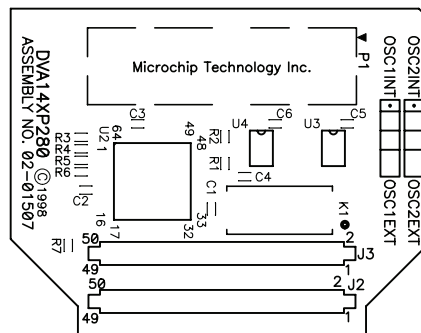 DVA14XP280 ©1998
ASSEMBLY NO. 02-01507
Microchip Technology Inc.
P1
OSC1INT
OSC2INT
OSC1EXT
OSC2EXT
C3
C6
C5
U4
U3
R3
R4
R5
R6
U2
64
1
49
48
R2
R1
C4
C2
C1
16
17
33
32
K1
R7
50
2
J3
49
1
50
2
J2
49
1